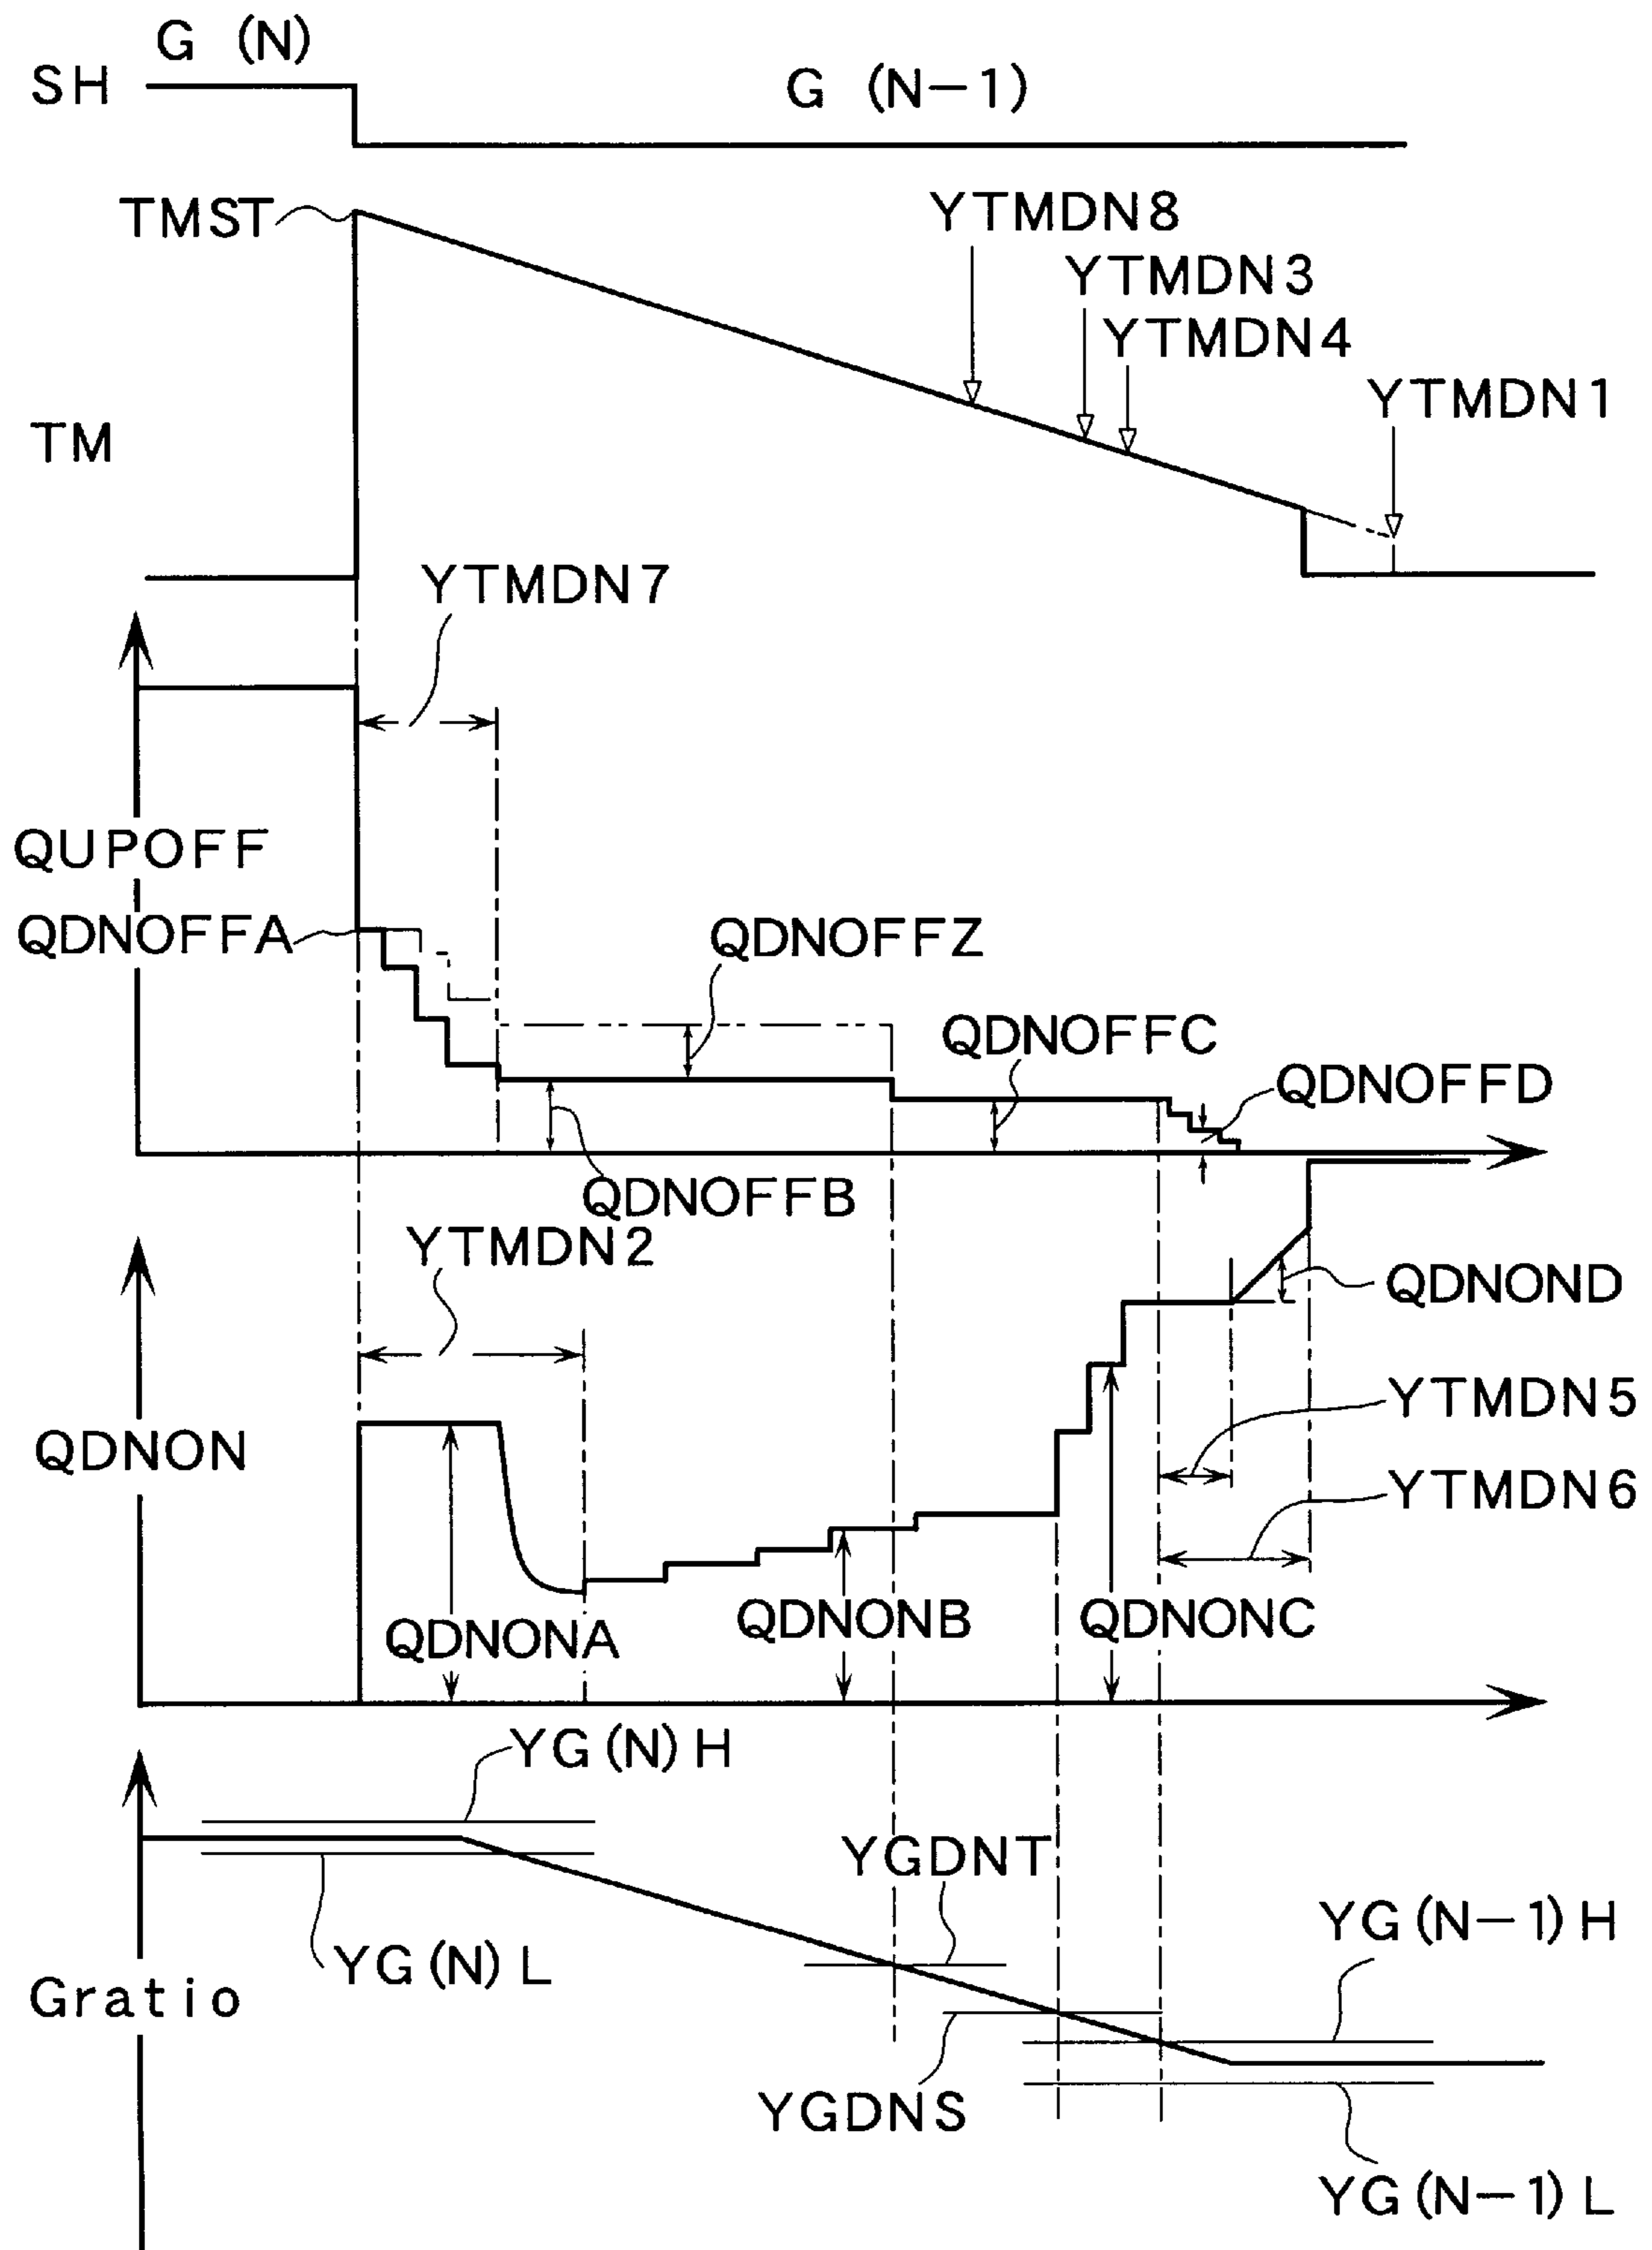 G (N)
SH
G (N-1)
TMST
YTMDN8
YTMDN3
YTMDN4
YTMDN1
TM
YTMDN7
QUPOFF
QDNOFFA
QDNOFFZ
QDNOFFC
QDNOFFD
QDNOFFB
YTMDN2
QDNOND
YTMDN5
QDNON
YTMDN6
QDNONA
QDNONB
QDNONC
YG(N)H
YGDNT
YG(N-1)H
YG(N)L
Gratio
YGDNS
YG(N-1)L